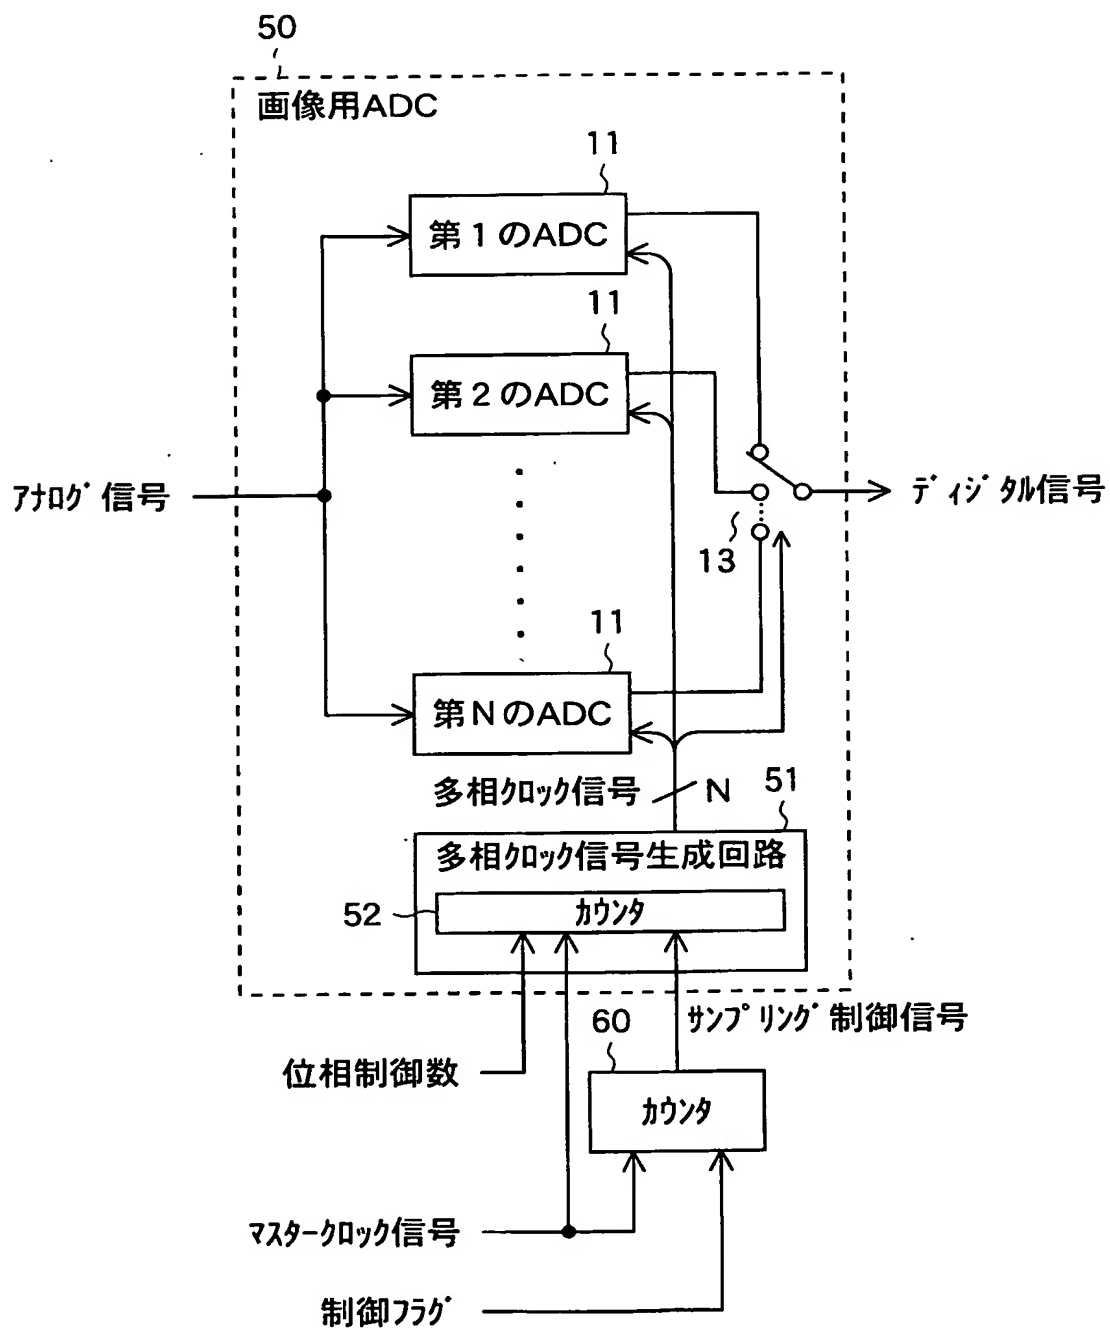 50
画像用ADC
11
第1のADC
11
第2のADC
アナログ信号
ディジタル信号
13
11
第NのADC
多相クロック信号 N
51
多相クロック信号生成回路
52
カウンタ
サンプリング制御信号
60
位相制御数
カウンタ
マスタークロック信号
制御フラグ